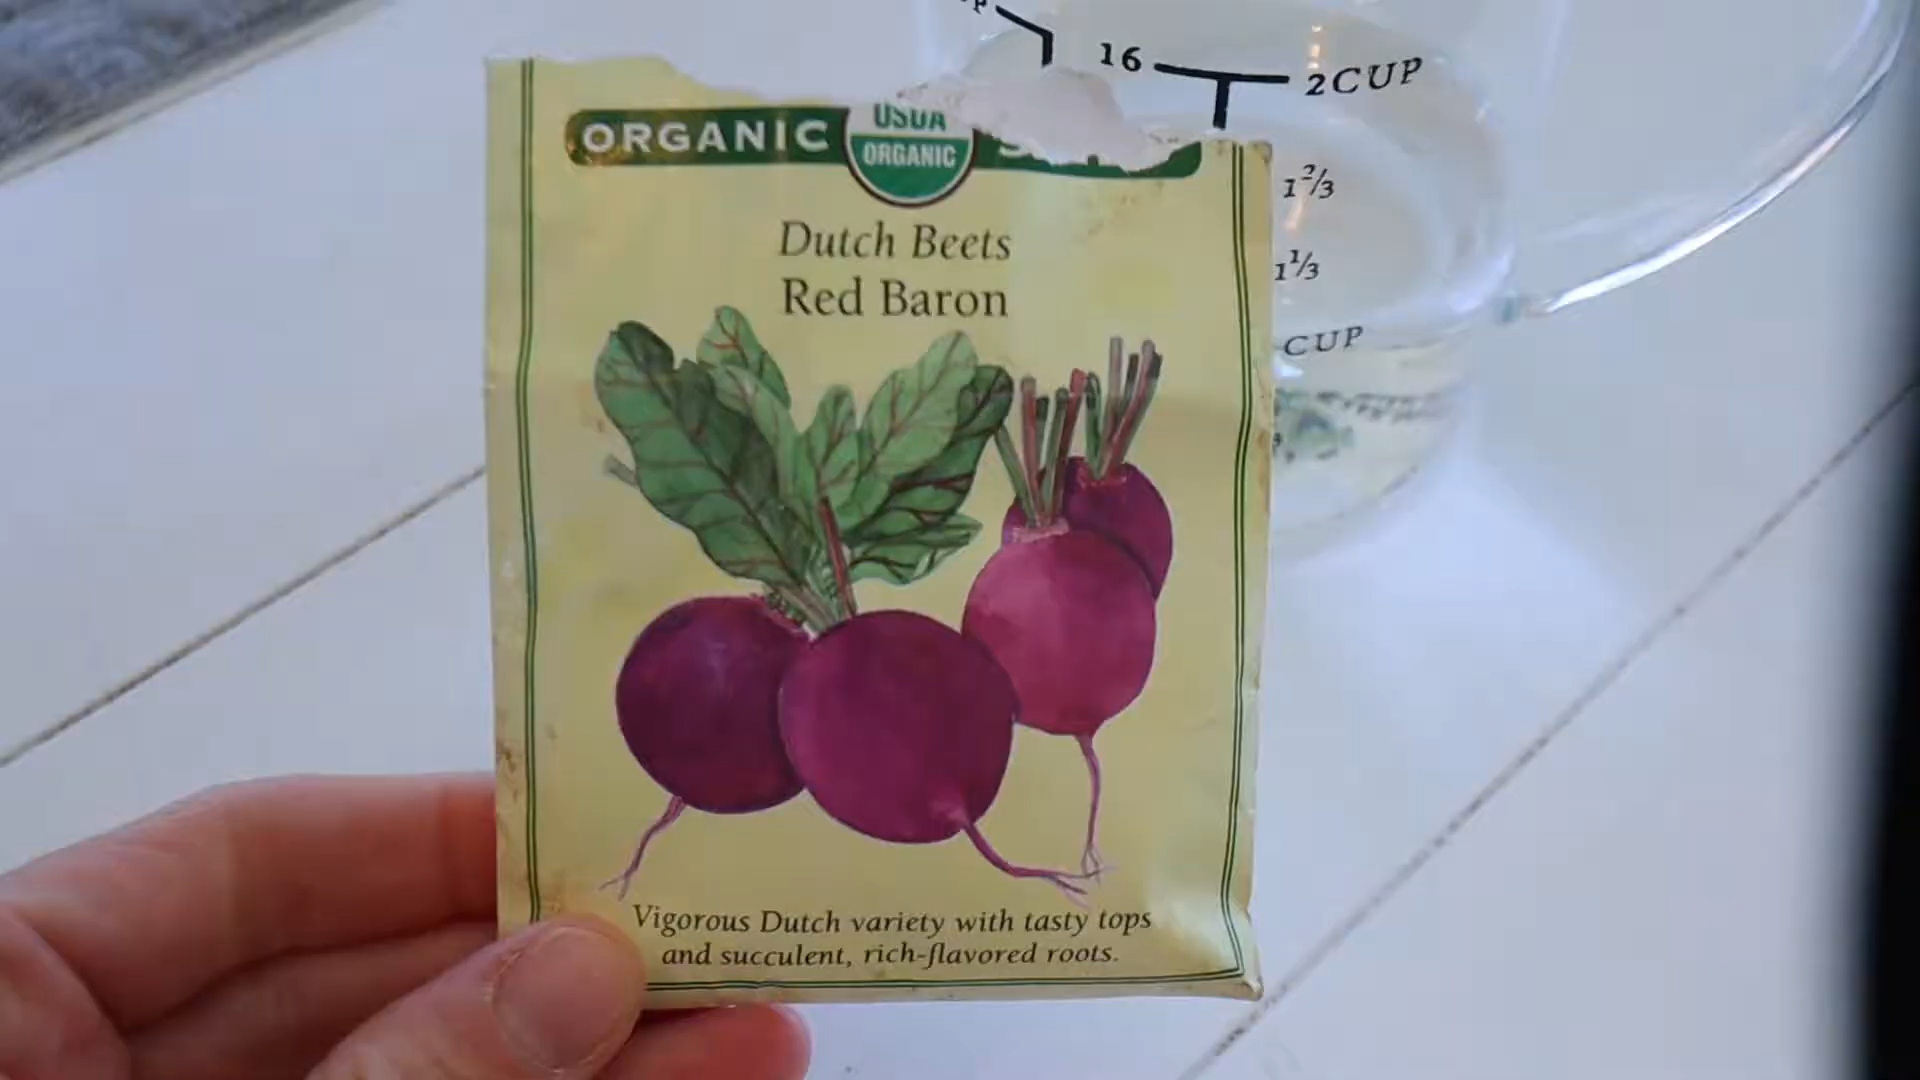 16 2CUP
1 2/3
1 1/3
CUP
ORGANIC
USDA
ORGANIC
Dutch Beets
Red Baron
Vigorous Dutch variety with tasty tops
and succulent, rich-flavored roots.